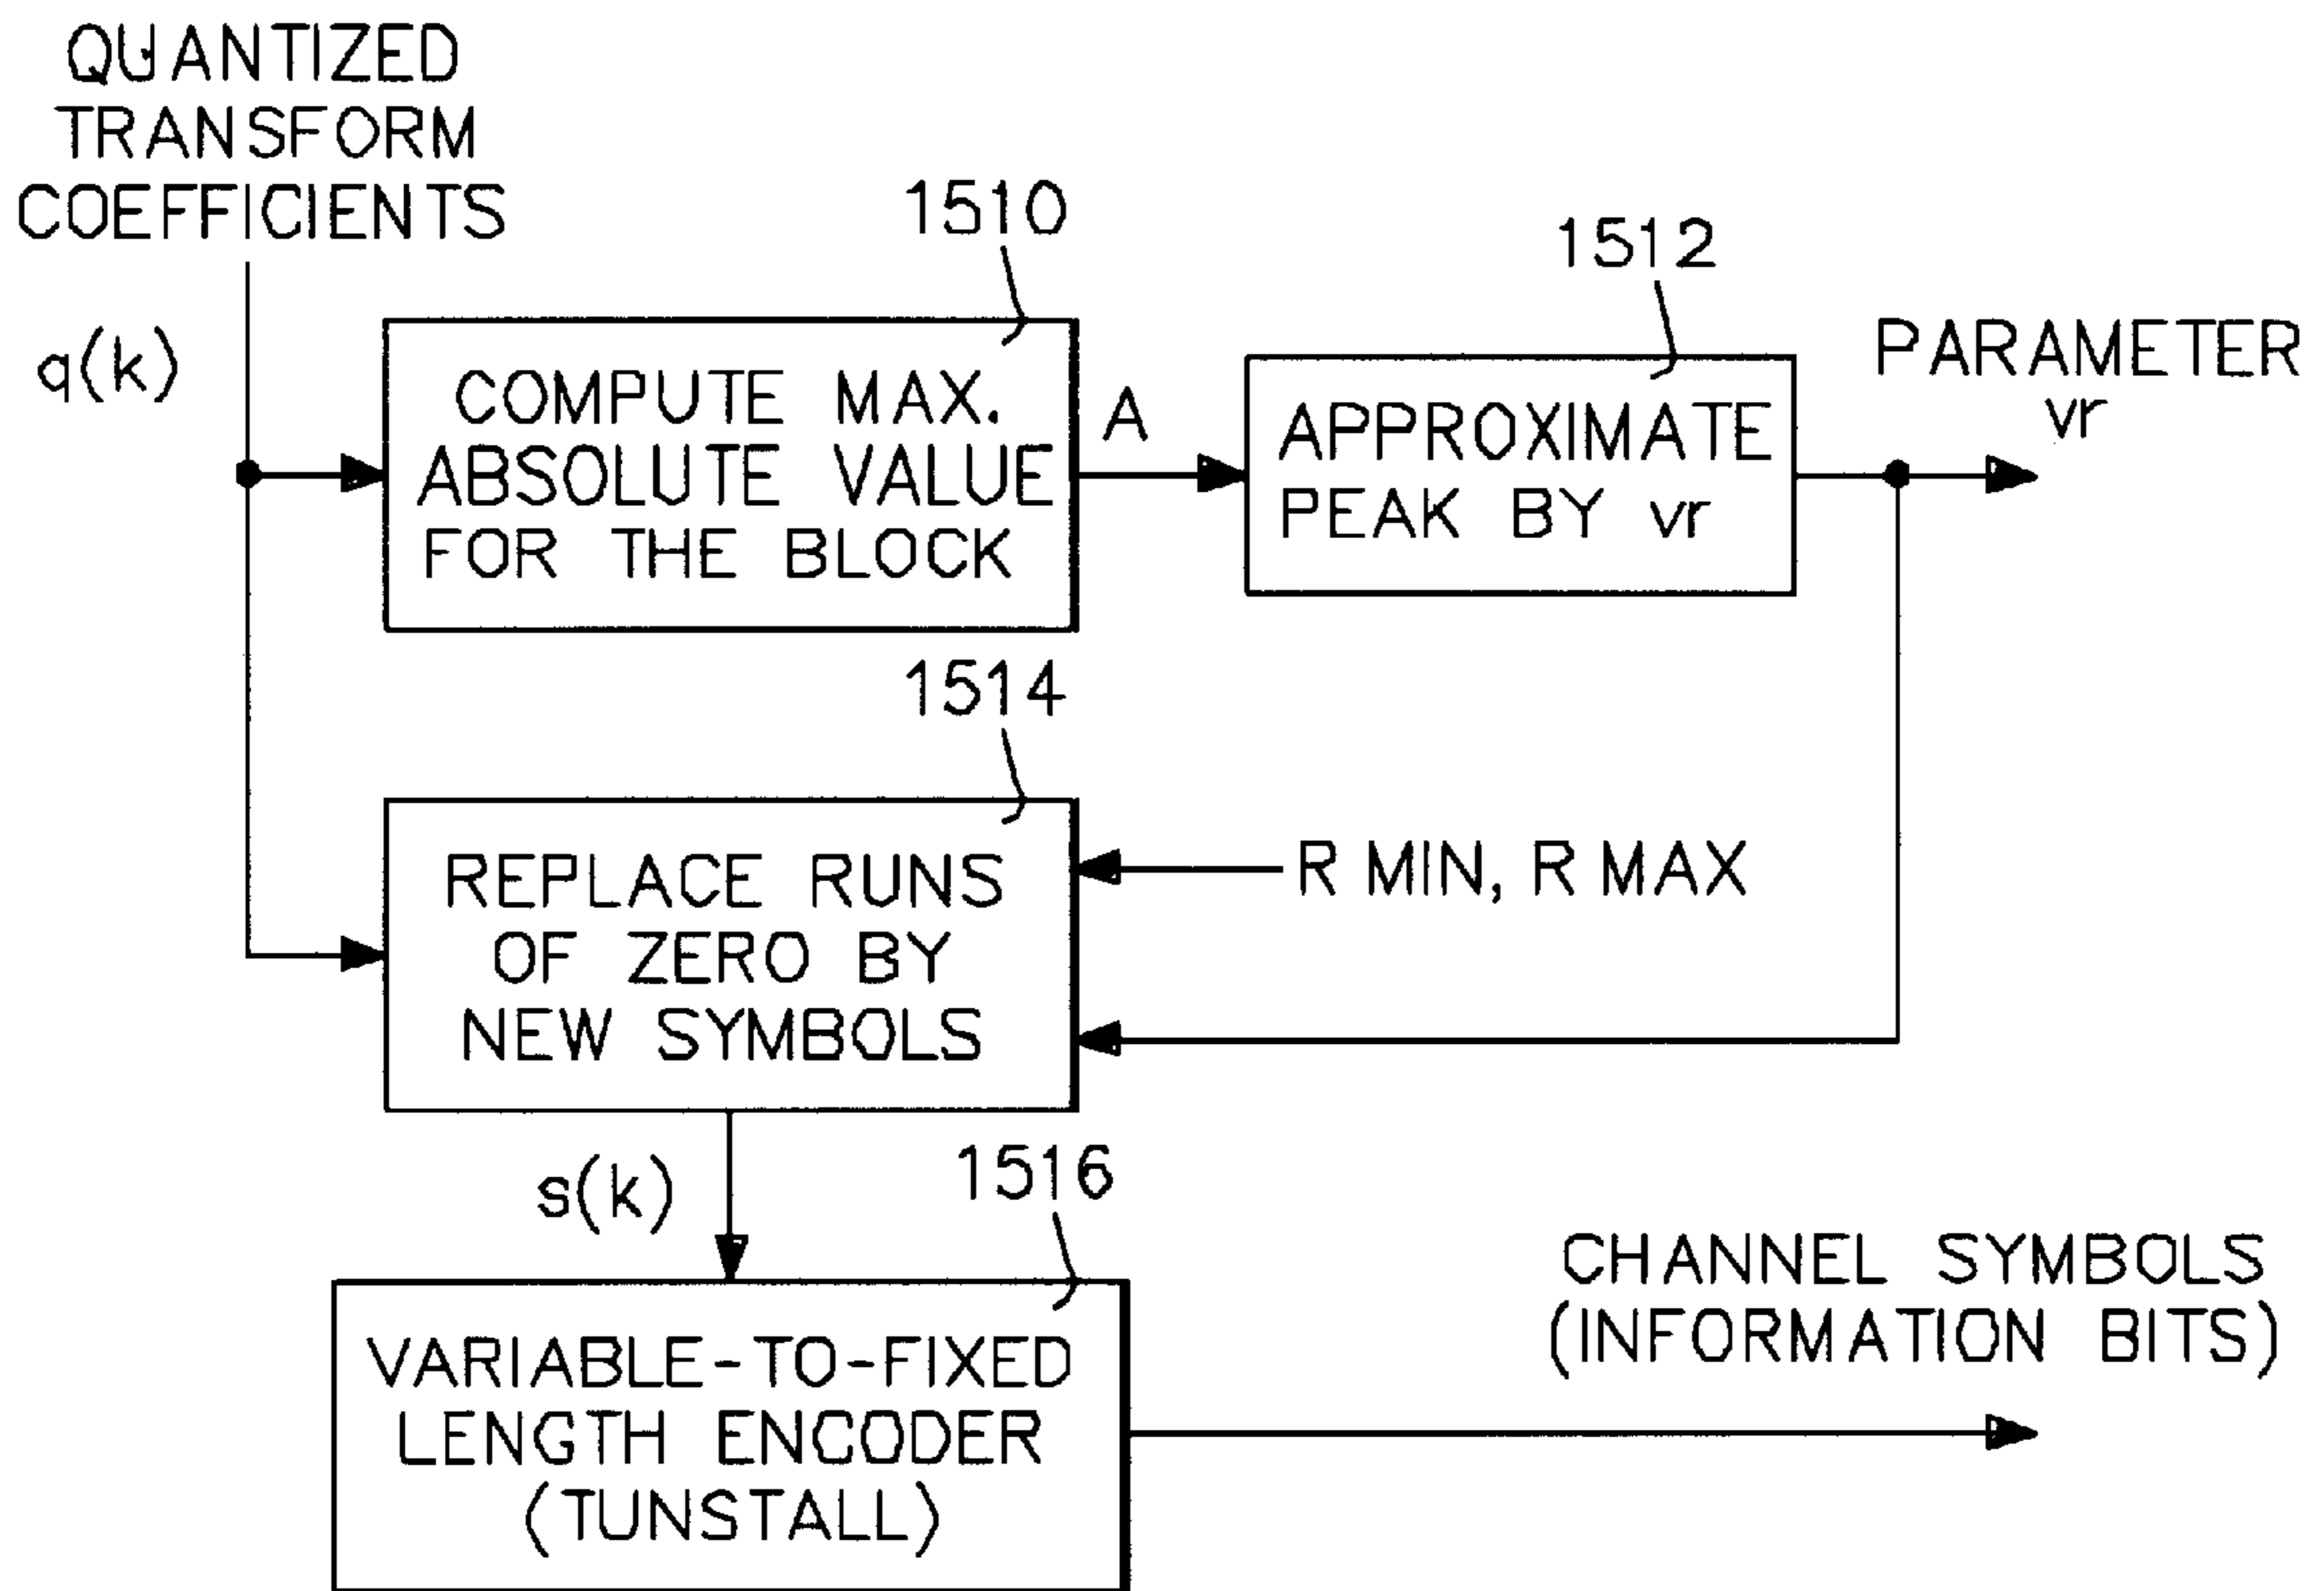 QUANTIZED
TRANSFORM
COEFFICIENTS
q(k)
1510
COMPUTE MAX.
ABSOLUTE VALUE
FOR THE BLOCK
A
1512
APPROXIMATE
PEAK BY vr
PARAMETER
vr
1514
REPLACE RUNS
OF ZERO BY
NEW SYMBOLS
R MIN, R MAX
s(k)
1516
VARIABLE-TO-FIXED
LENGTH ENCODER
(TUNSTALL)
CHANNEL SYMBOLS
(INFORMATION BITS)